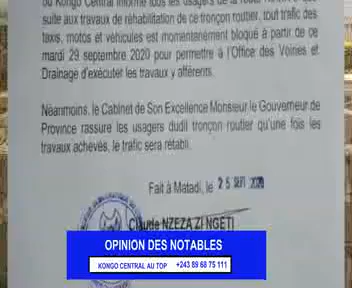 du Kongo Central informe tous les usagers de la route
suite aux travaux de réhabilitation de ce tronçon routier, tout trafic des
taxis, motos et véhicules est momentanément bloqué à partir de ce
mardi 29 septembre 2020 pour permettre à l'Office des Voiries et
Drainage d'exécuter les travaux y afférents.
Néanmoins, le Cabinet de Son Excellence Monsieur le Gouverneur de
Province rassure les usagers dudit tronçon routier qu'une fois les
travaux achevés, le trafic sera rétabli.
Fait à Matadi, le 25 SEPT 2020
Claude NZEZA ZI NGETI
OPINION DES NOTABLES
KONGO CENTRAL AU TOP +243 89 68 75 111